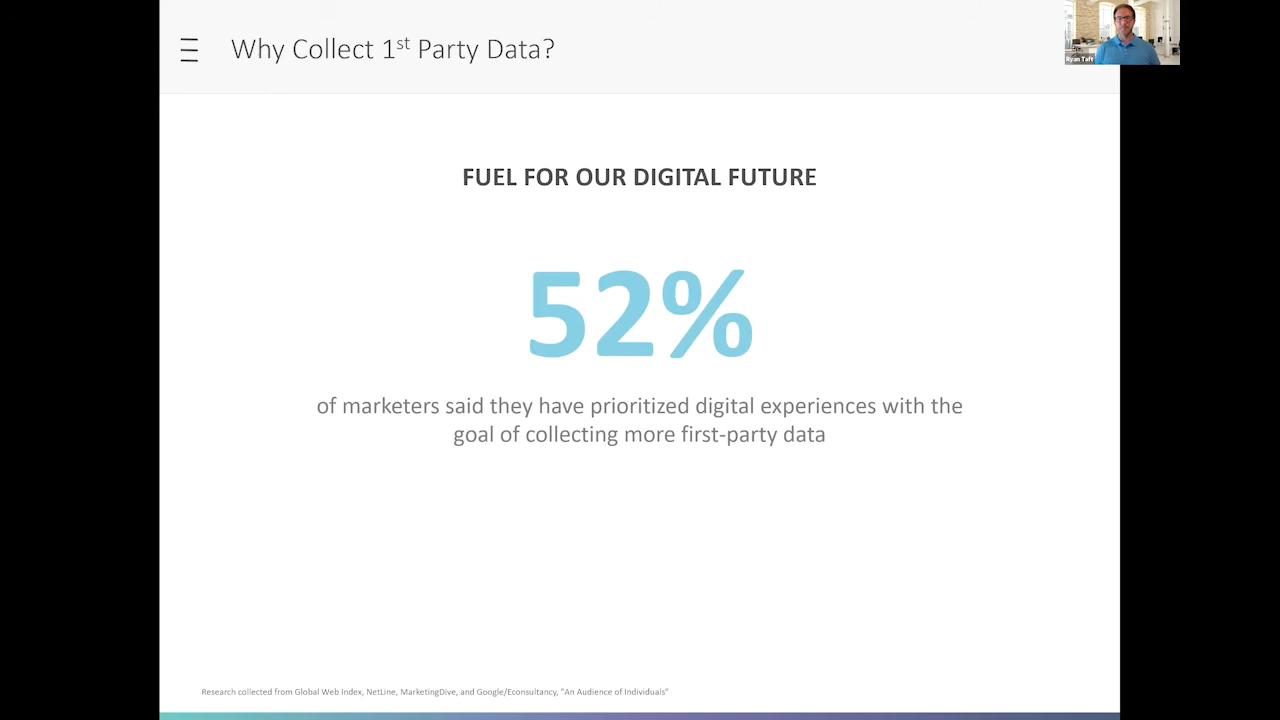 Why Collect 1st Party Data?
Ryan Taft
FUEL FOR OUR DIGITAL FUTURE
52%
of marketers said they have prioritized digital experiences with the
goal of collecting more first-party data
Research collected from Global Web Index, NetLine, MarketingDive, and Google/Econsultancy, "An Audience of Individuals"